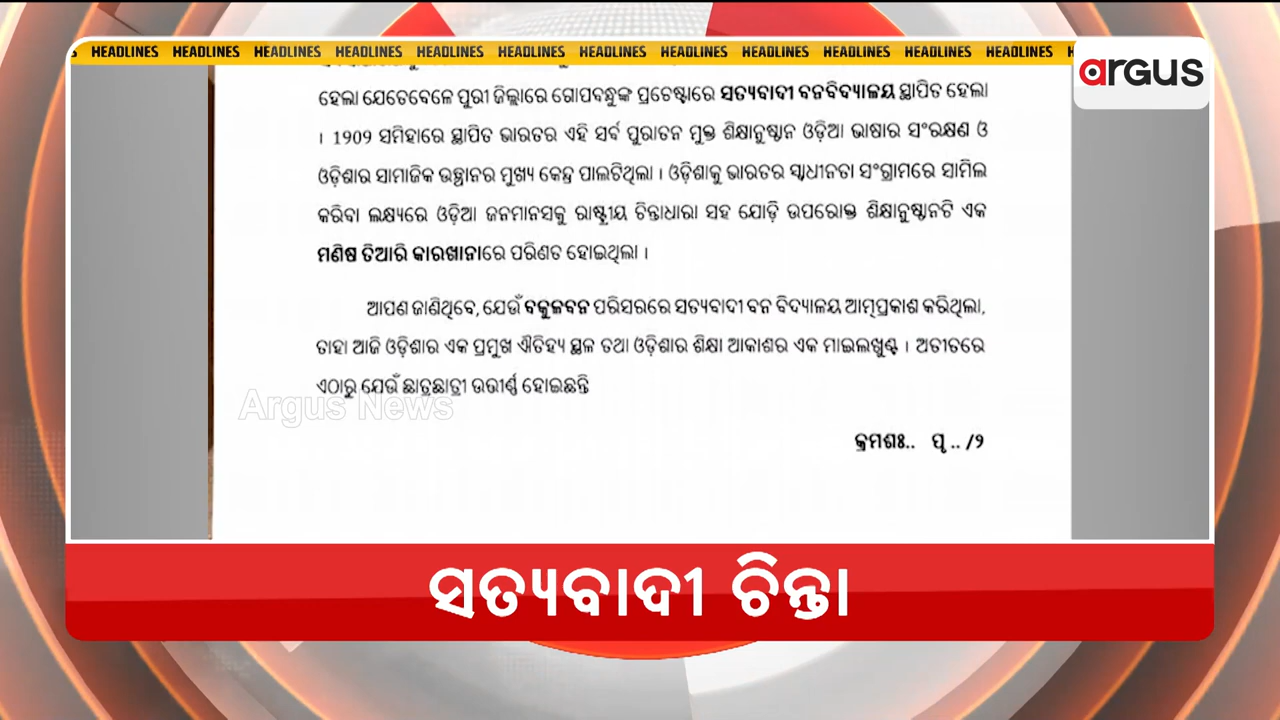 HEADLINES HEADLINES HEADLINES HEADLINES HEADLINES HEADLINES HEADLINES HEADLINES HEADLINES HEADLINES HEADLINES HEADLINES
argus
ହେଲା ଯେତେବେଳେ ପୁରୀ ଜିଲ୍ଲାରେ ଗୋପବନ୍ଧୁଙ୍କ ପ୍ରଚେଷ୍ଟାରେ ସତ୍ୟବାଦୀ ବନବିଦ୍ୟାଳୟ ସ୍ଥାପିତ ହେଲା
। 1909 ସମିହାରେ ସ୍ଥାପିତ ଭାରତର ଏହି ସର୍ବ ପୁରାତନ ମୁକ୍ତ ଶିକ୍ଷାନୁଷ୍ଠାନ ଓଡ଼ିଆ ଭାଷାର ସଂରକ୍ଷଣ ଓ
ଓଡ଼ିଶାର ସାମାଜିକ ଉତ୍ଥାନର ମୁଖ୍ୟ କେନ୍ଦ୍ର ପାଲଟିଥିଲା । ଓଡ଼ିଶାକୁ ଭାରତର ସ୍ୱାଧୀନତା ସଂଗ୍ରାମରେ ସାମିଲ
କରିବା ଲକ୍ଷ୍ୟରେ ଓଡ଼ିଆ ଜନମାନସକୁ ରାଷ୍ଟ୍ରୀୟ ଚିନ୍ତାଧାରା ସହ ଯୋଡ଼ି ଉପରୋକ୍ତ ଶିକ୍ଷାନୁଷ୍ଠାନଟି ଏକ
ମଣିଷ ତିଆରି କାରଖାନାରେ ପରିଣତ ହୋଇଥିଲା ।
ଆପଣ ଜାଣିଥିବେ, ଯେଉଁ ବକୁଳବନ ପରିସରରେ ସତ୍ୟବାଦୀ ବନ ବିଦ୍ୟାଳୟ ଆତ୍ମପ୍ରକାଶ କରିଥିଲା,
ତାହା ଆଜି ଓଡ଼ିଶାର ଏକ ପ୍ରମୁଖ ଐତିହ୍ୟ ସ୍ଥଳ ତଥା ଓଡ଼ିଶାର ଶିକ୍ଷା ଆକାଶର ଏକ ମାଇଲଖୁଣ୍ଟ । ଅତୀତରେ
ଏଠାରୁ ଯେଉଁ ଛାତ୍ରଛାତ୍ରୀ ଉତ୍ତୀର୍ଣ୍ଣ ହୋଇଛନ୍ତି
Argus News
କ୍ରମଶଃ.. ପୃ .. /୨
ସତ୍ୟବାଦୀ ଚିନ୍ତା